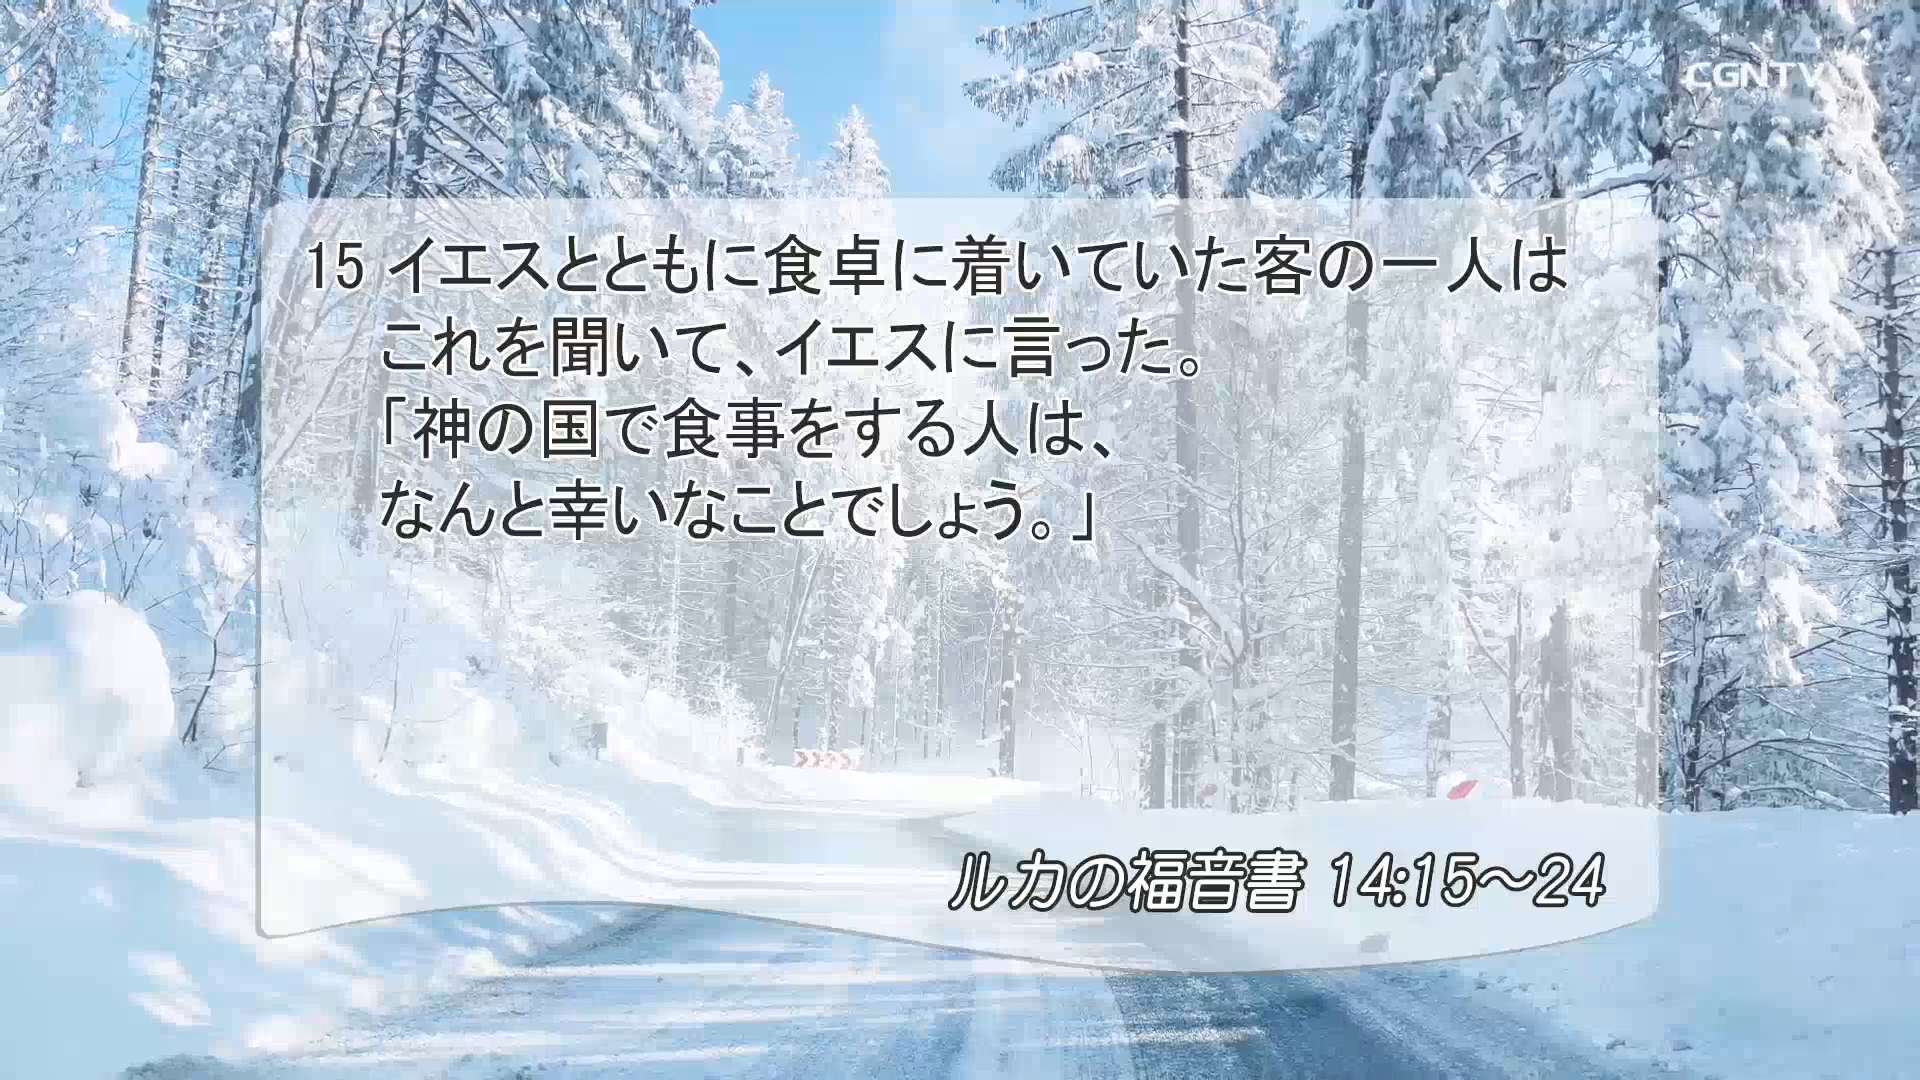 CGNTV
15 イエスとともに食卓に着いていた客の一人は
これを聞いて、イエスに言った。
「神の国で食事をする人は、
なんと幸いなことでしょう。」
ルカの福音書 14:15～24